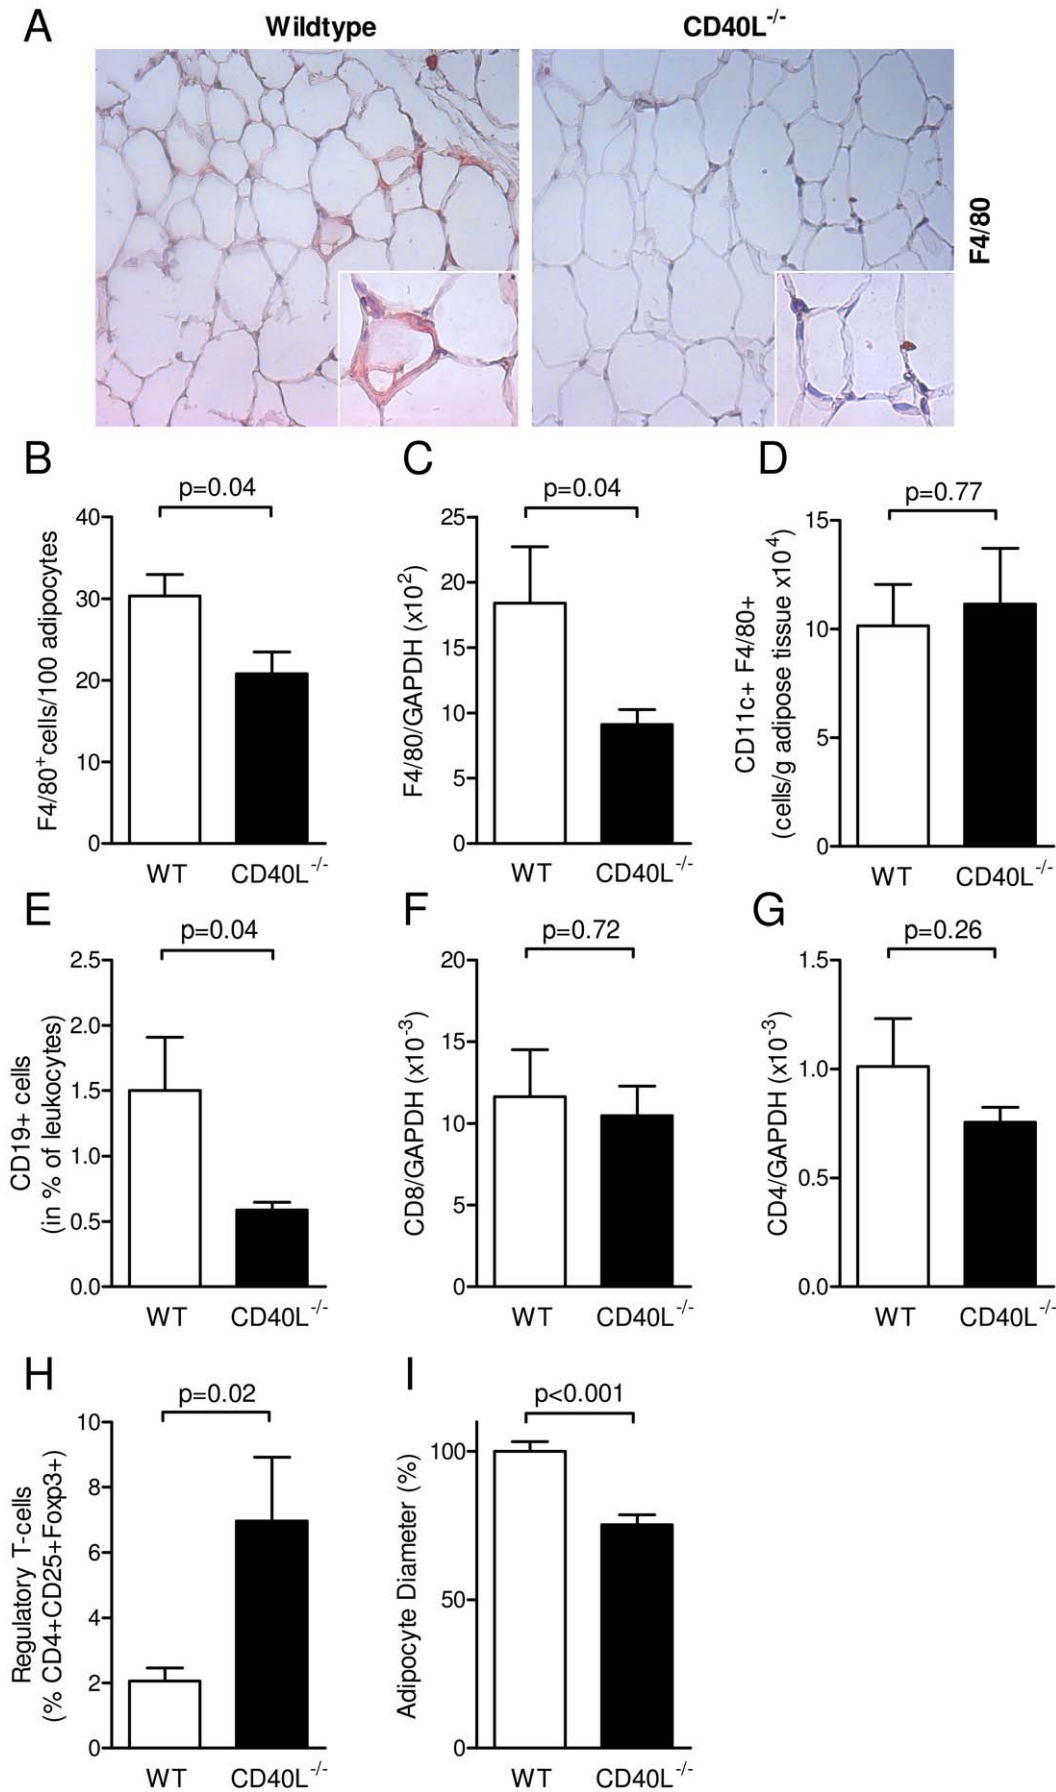 A
Wildtype
CD40L-/-
F4/80
B
p=0.04
F4/80+cells/100 adipocytes
40
30
20
10
0
WT
CD40L-/-
C
p=0.04
F4/80/GAPDH (x10²)
25
20
15
10
5
0
WT
CD40L-/-
D
p=0.77
CD11c+ F4/80+
(cells/g adipose tissue x10⁴)
15
10
5
0
WT
CD40L-/-
E
p=0.04
CD19+ cells
(in % of leukocytes)
2.5
2.0
1.5
1.0
0.5
0.0
WT
CD40L-/-
F
p=0.72
CD8/GAPDH (x10-3)
20
15
10
5
0
WT
CD40L-/-
G
p=0.26
CD4/GAPDH (x10-3)
1.5
1.0
0.5
0.0
WT
CD40L-/-
H
p=0.02
Regulatory T-cells
(% CD4+CD25+Foxp3+)
10
8
6
4
2
0
WT
CD40L-/-
I
p<0.001
Adipocyte Diameter (%)
100
50
0
WT
CD40L-/-